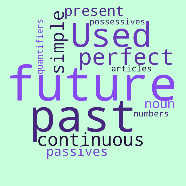 present
possessives
simple
Used
quantifiers
perfect
articles
future
noun
past
numbers
continuous
passives